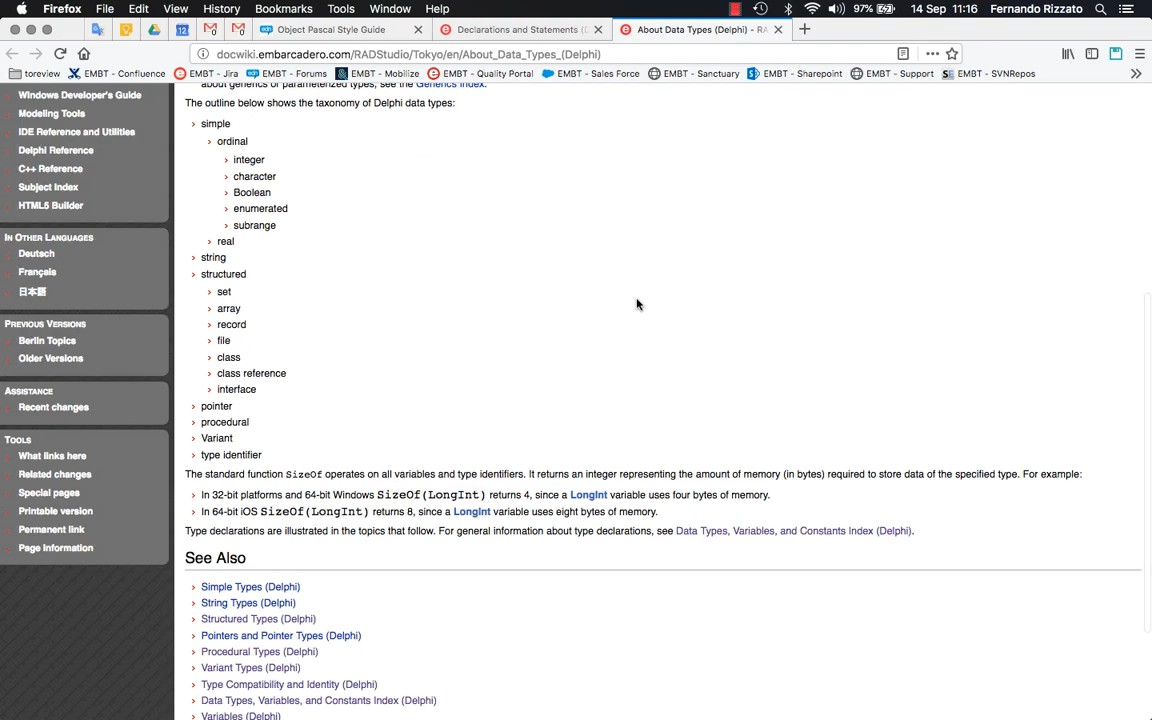 Firefox File Edit View History Bookmarks Tools Window Help 97% 14 Sep 11:16 Fernando Rizzato
12 Object Pascal Style Guide Declarations and Statements (D About Data Types (Delphi) - RA
docwiki.embarcadero.com/RADStudio/Tokyo/en/About_Data_Types_(Delphi)
toreview EMBT - Confluence EMBT - Jira EMBT - Forums EMBT - Mobilize EMBT - Quality Portal EMBT - Sales Force EMBT - Sanctuary EMBT - Sharepoint EMBT - Support EMBT - SVNRepos
Windows Developer's Guide
Modeling Tools
IDE Reference and Utilities
Delphi Reference
C++ Reference
Subject Index
HTML5 Builder
IN OTHER LANGUAGES
Deutsch
Français
日本語
PREVIOUS VERSIONS
Berlin Topics
Older Versions
ASSISTANCE
Recent changes
TOOLS
What links here
Related changes
Special pages
Printable version
Permanent link
Page information
about generics or parameterized types, see the Generics Index.
The outline below shows the taxonomy of Delphi data types:
simple
ordinal
integer
character
Boolean
enumerated
subrange
real
string
structured
set
array
record
file
class
class reference
interface
pointer
procedural
Variant
type identifier
The standard function SizeOf operates on all variables and type identifiers. It returns an integer representing the amount of memory (in bytes) required to store data of the specified type. For example:
In 32-bit platforms and 64-bit Windows SizeOf(LongInt) returns 4, since a LongInt variable uses four bytes of memory.
In 64-bit iOS SizeOf(LongInt) returns 8, since a LongInt variable uses eight bytes of memory.
Type declarations are illustrated in the topics that follow. For general information about type declarations, see Data Types, Variables, and Constants Index (Delphi).
See Also
Simple Types (Delphi)
String Types (Delphi)
Structured Types (Delphi)
Pointers and Pointer Types (Delphi)
Procedural Types (Delphi)
Variant Types (Delphi)
Type Compatibility and Identity (Delphi)
Data Types, Variables, and Constants Index (Delphi)
Variables (Delphi)